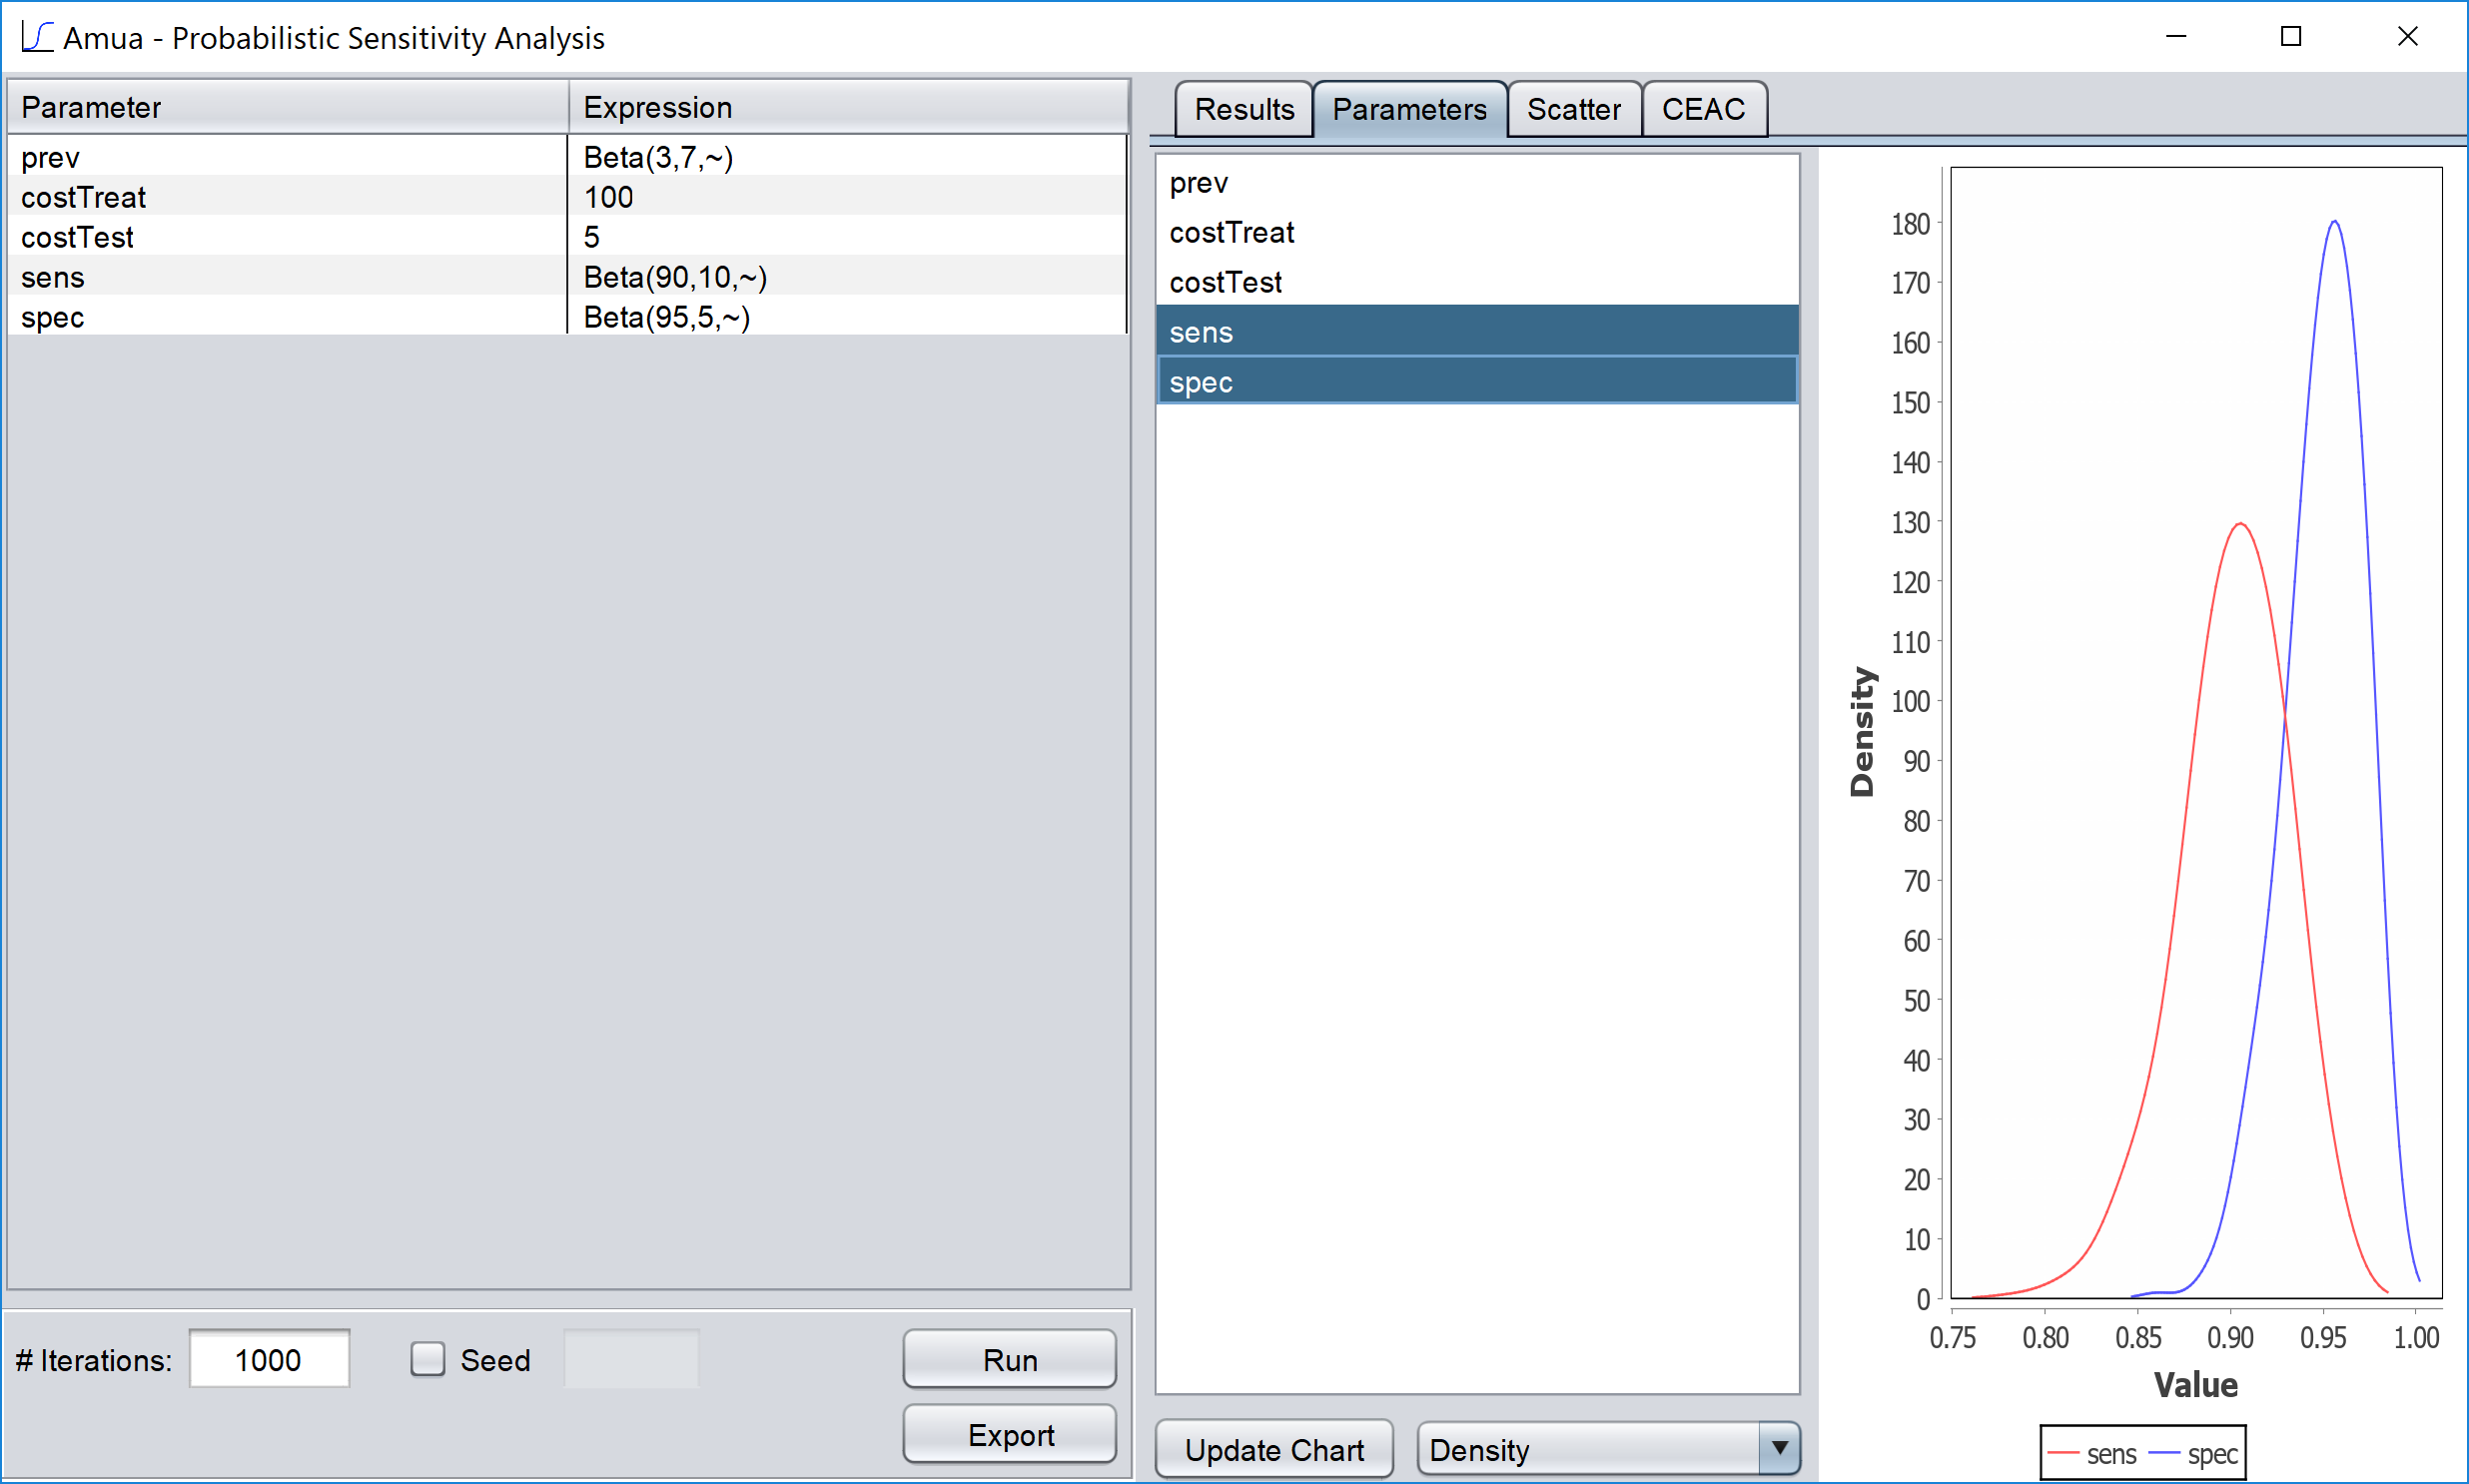 Amua - Probabilistic Sensitivity Analysis
Parameter Expression
prev Beta(3,7,~)
costTreat 100
costTest 5
sens Beta(90,10,~)
spec Beta(95,5,~)
# Iterations: 1000 Seed Run
Export
Results Parameters Scatter CEAC
prev
costTreat
costTest
sens
spec
Update Chart Density
180
170
160
150
140
130
120
110
100
90
80
70
60
50
40
30
20
10
0
Density
0.75 0.80 0.85 0.90 0.95 1.00
Value
sens spec